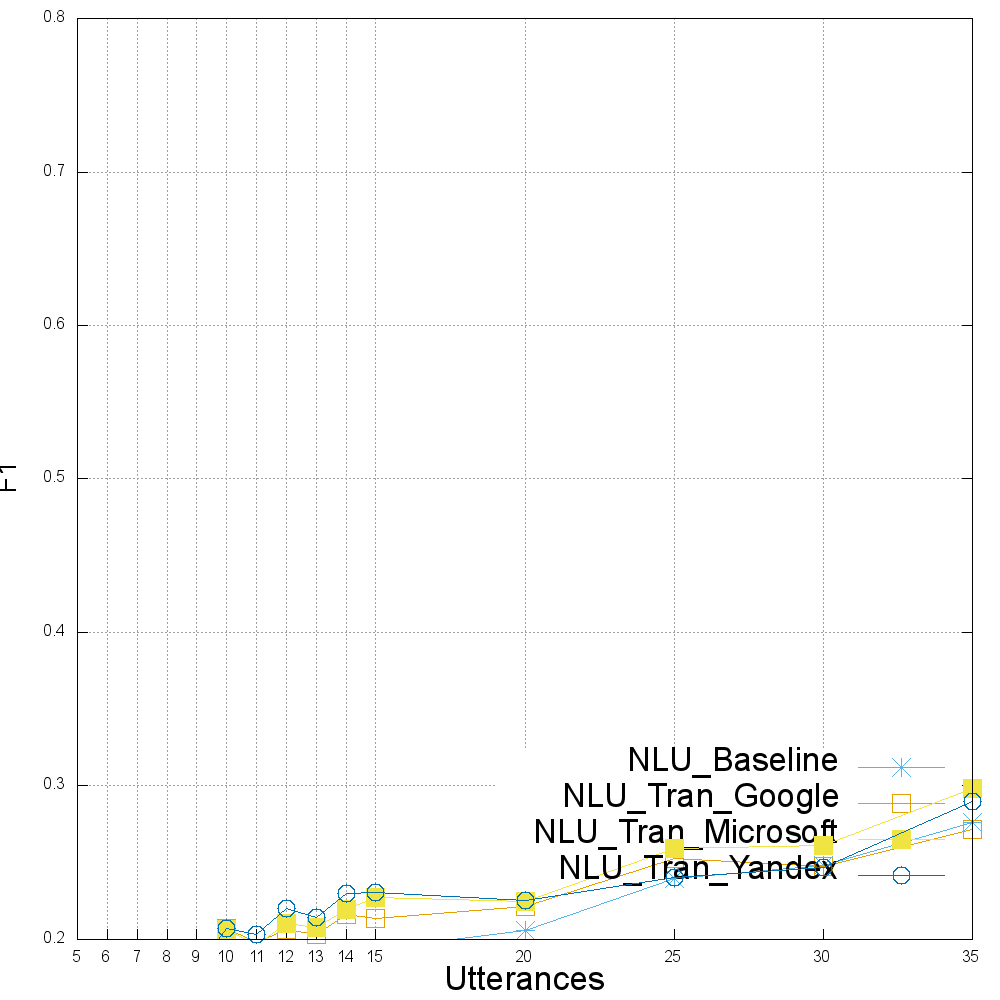 0.8
0.7
0.6
0.5
0.4
0.3
0.2
F1
5 6 7 8 9 10 11 12 13 14 15 20 25 30 35
Utterances
NLU_Baseline
NLU_Tran_Google
NLU_Tran_Microsoft
NLU_Tran_Yandex